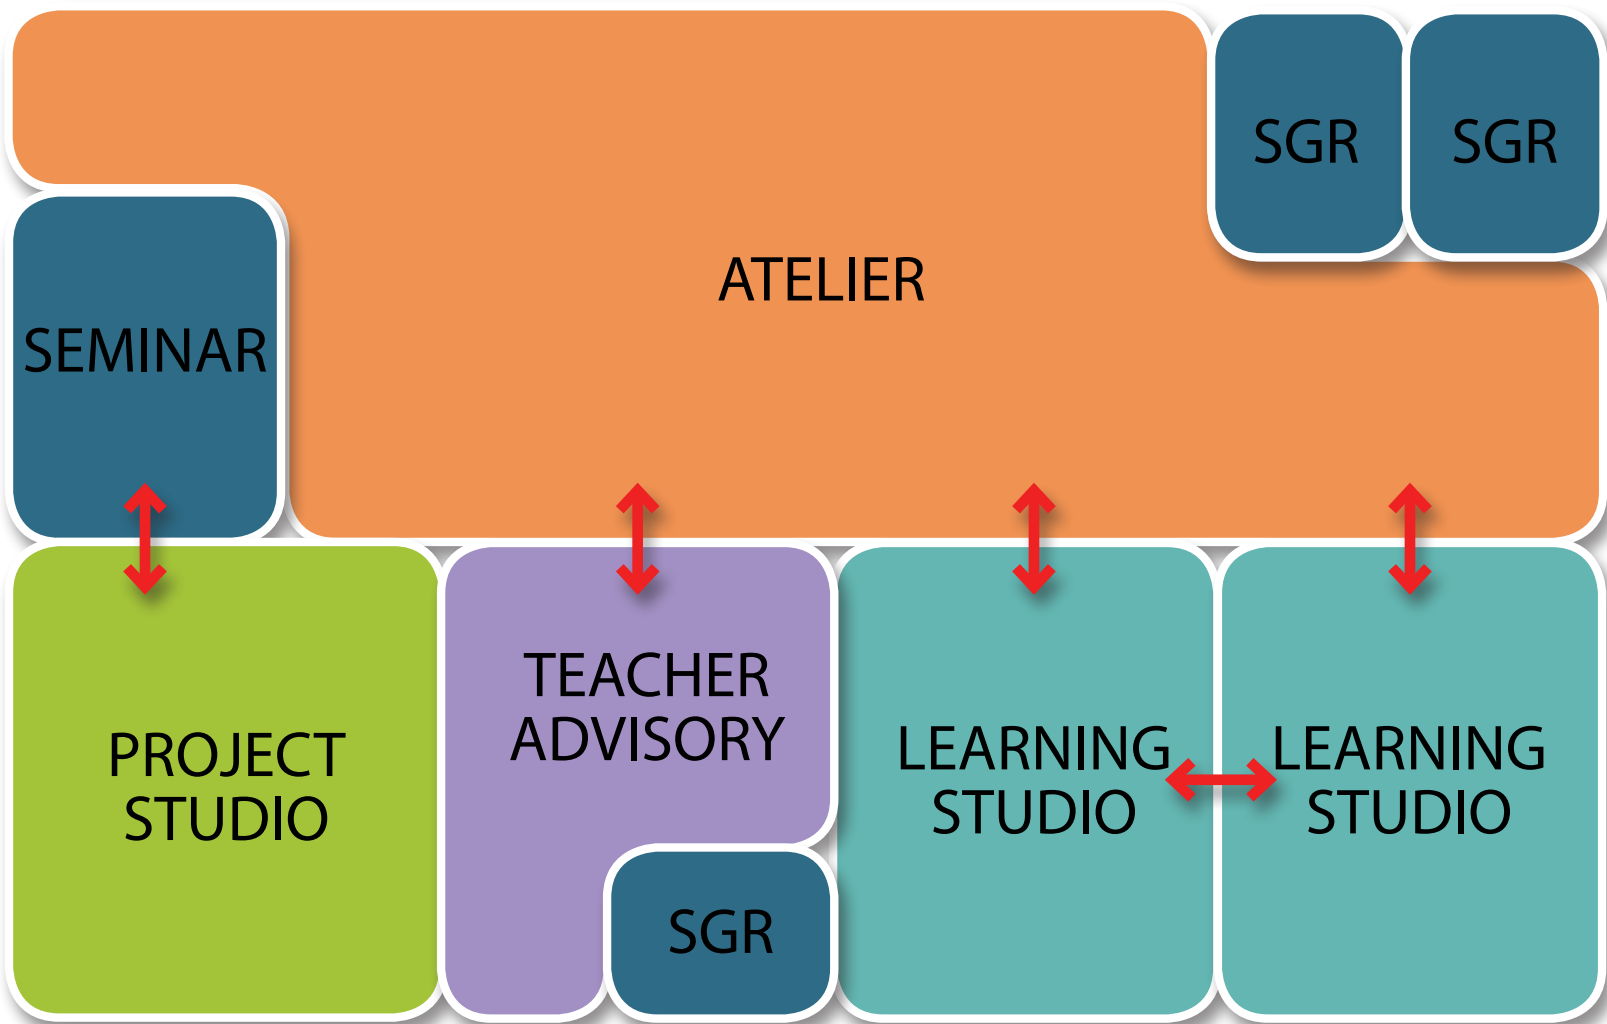 SGR
SGR
ATELIER
SEMINAR
TEACHER
ADVISORY
PROJECT
STUDIO
LEARNING
STUDIO
LEARNING
STUDIO
SGR